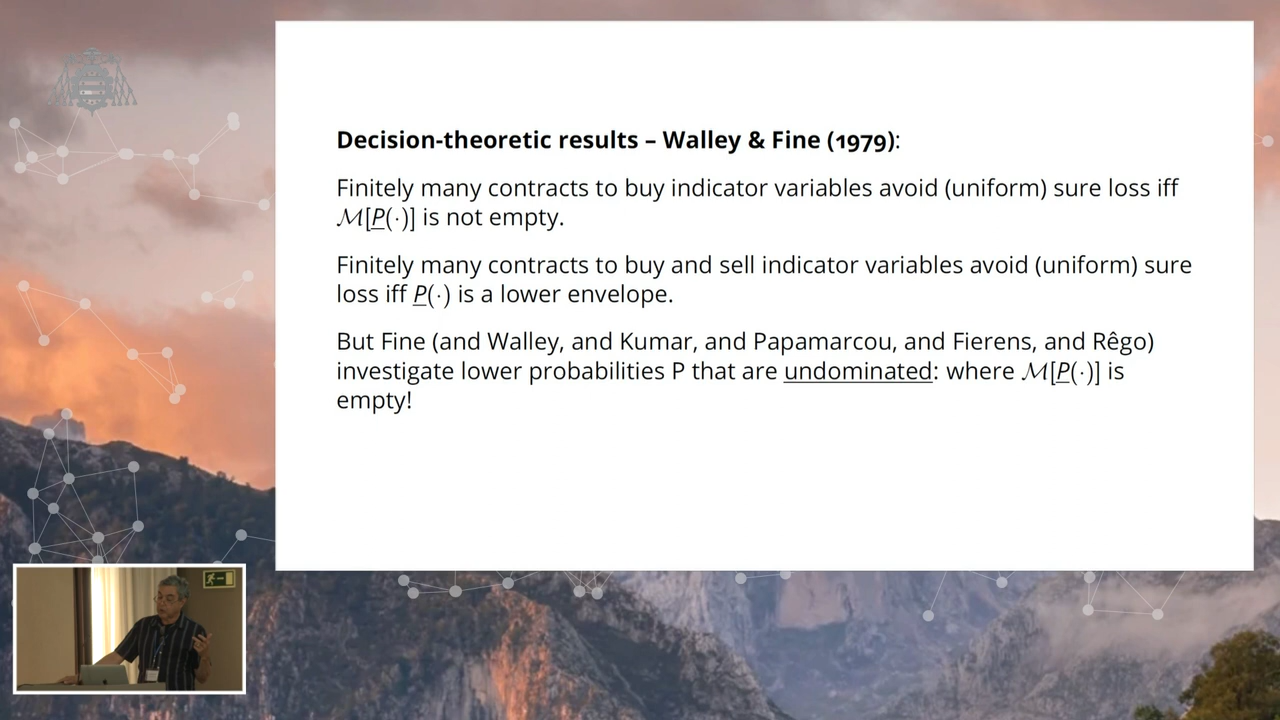 Decision-theoretic results – Walley & Fine (1979):
Finitely many contracts to buy indicator variables avoid (uniform) sure loss iff
ℳ[P̲(·)] is not empty.
Finitely many contracts to buy and sell indicator variables avoid (uniform) sure
loss iff P̲(·) is a lower envelope.
But Fine (and Walley, and Kumar, and Papamarcou, and Fierens, and Rêgo)
investigate lower probabilities P that are undominated: where ℳ[P̲(·)] is
empty!